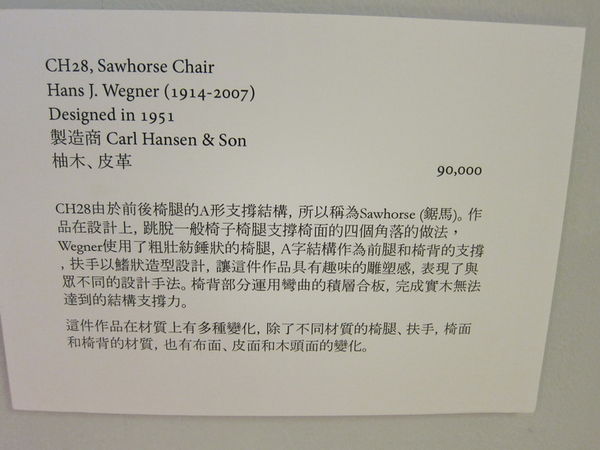 CH28, Sawhorse Chair
Hans J. Wegner (1914-2007)
Designed in 1951
製造商 Carl Hansen & Son
柚木、皮革
90,000
CH28由於前後椅腿的A形支撐結構, 所以稱為Sawhorse (鋸馬)。作
品在設計上, 跳脫一般椅子椅腿支撐椅面的四個角落的做法，
Wegner使用了粗壯紡錘狀的椅腿, A字結構作為前腿和椅背的支撐
, 扶手以鰭狀造型設計, 讓這件作品具有趣味的雕塑感, 表現了與
眾不同的設計手法。椅背部分運用彎曲的積層合板, 完成實木無法
達到的結構支撐力。
這件作品在材質上有多種變化, 除了不同材質的椅腿、扶手, 椅面
和椅背的材質, 也有布面、皮面和木頭面的變化。